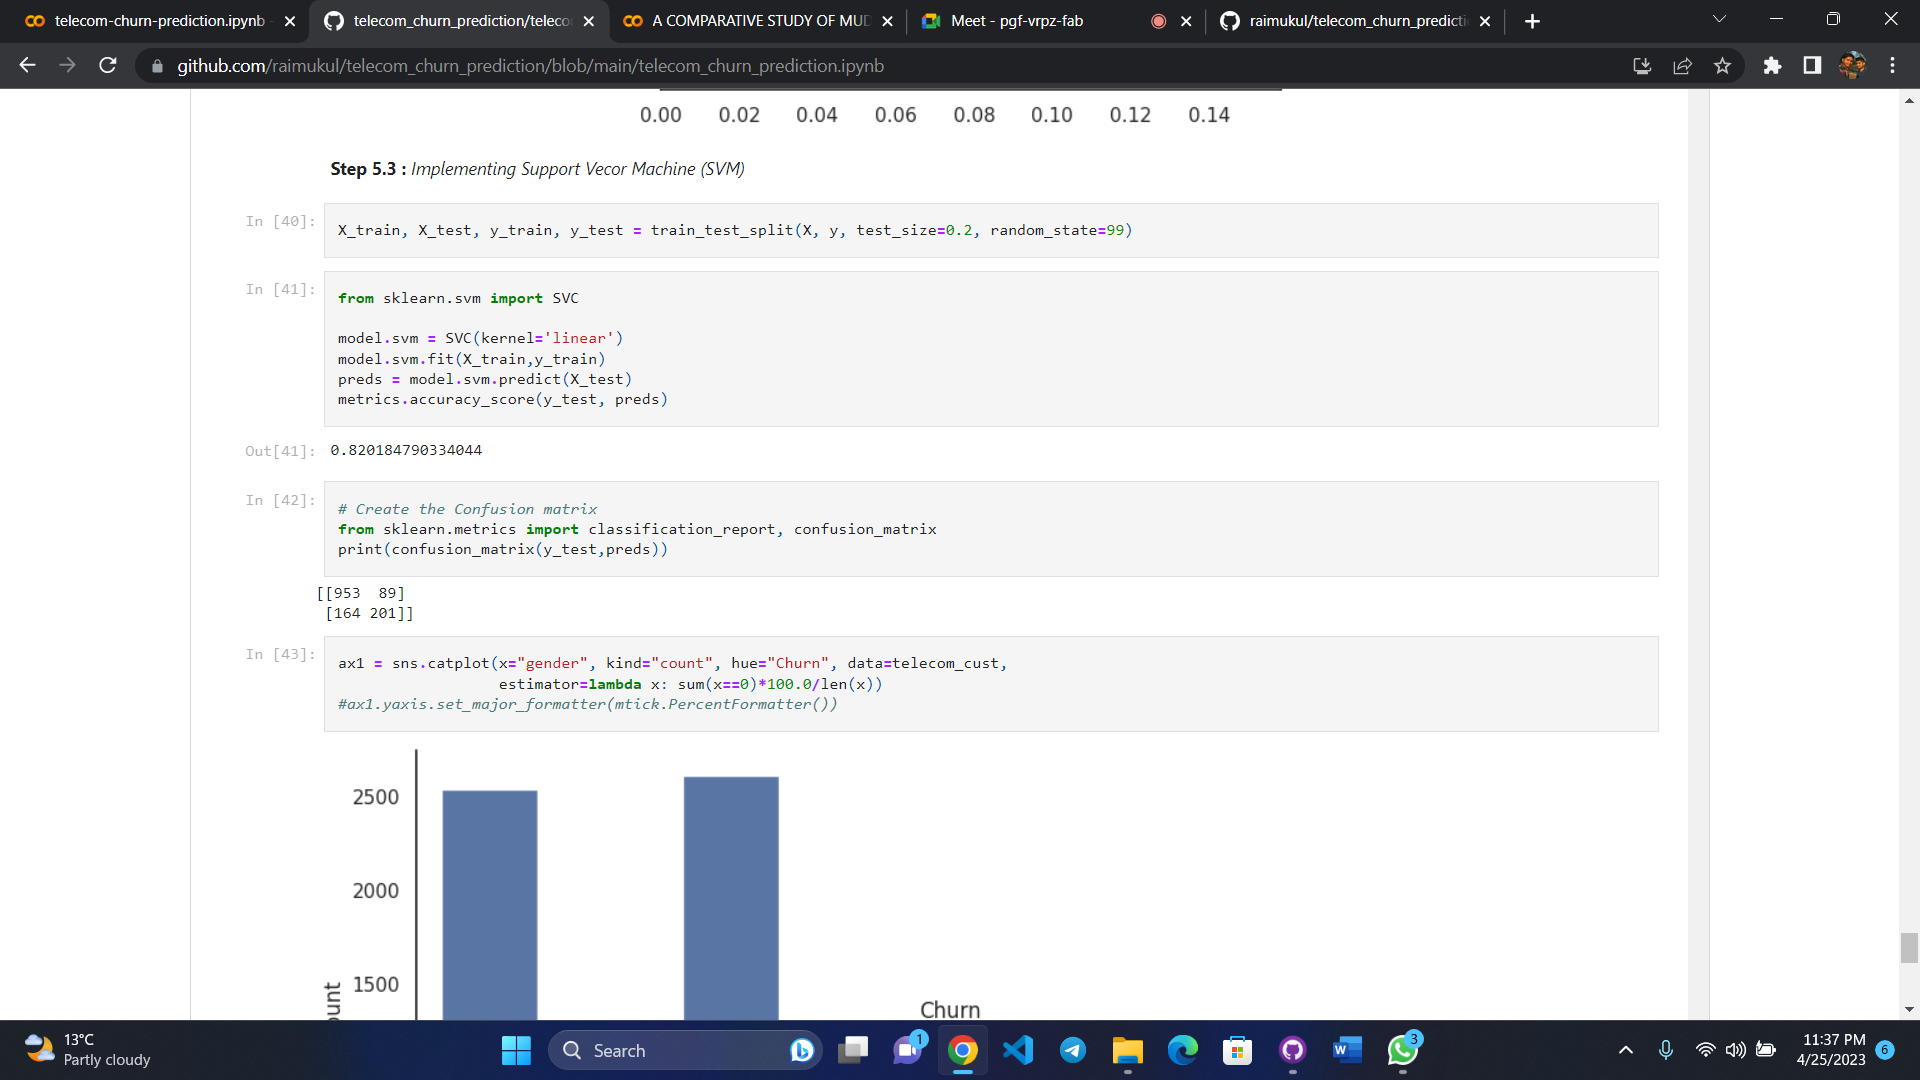 telecom-churn-prediction.ipynb -
telecom_churn_prediction/teleco
A COMPARATIVE STUDY OF MUD
Meet - pgf-vrpz-fab
raimukul/telecom_churn_predicti
github.com/raimukul/telecom_churn_prediction/blob/main/telecom_churn_prediction.ipynb
0.00 0.02 0.04 0.06 0.08 0.10 0.12 0.14
Step 5.3 : Implementing Support Vecor Machine (SVM)
In [40]:
X_train, X_test, y_train, y_test = train_test_split(X, y, test_size=0.2, random_state=99)
In [41]:
from sklearn.svm import SVC
model.svm = SVC(kernel='linear')
model.svm.fit(X_train,y_train)
preds = model.svm.predict(X_test)
metrics.accuracy_score(y_test, preds)
Out[41]: 0.820184790334044
In [42]:
# Create the Confusion matrix
from sklearn.metrics import classification_report, confusion_matrix
print(confusion_matrix(y_test,preds))
[[953  89]
[164 201]]
In [43]:
ax1 = sns.catplot(x="gender", kind="count", hue="Churn", data=telecom_cust,
estimator=lambda x: sum(x==0)*100.0/len(x))
#ax1.yaxis.set_major_formatter(mtick.PercentFormatter())
2500
2000
1500
ount
Churn
13°C
Partly cloudy
Search
1
3
11:37 PM
4/25/2023
6